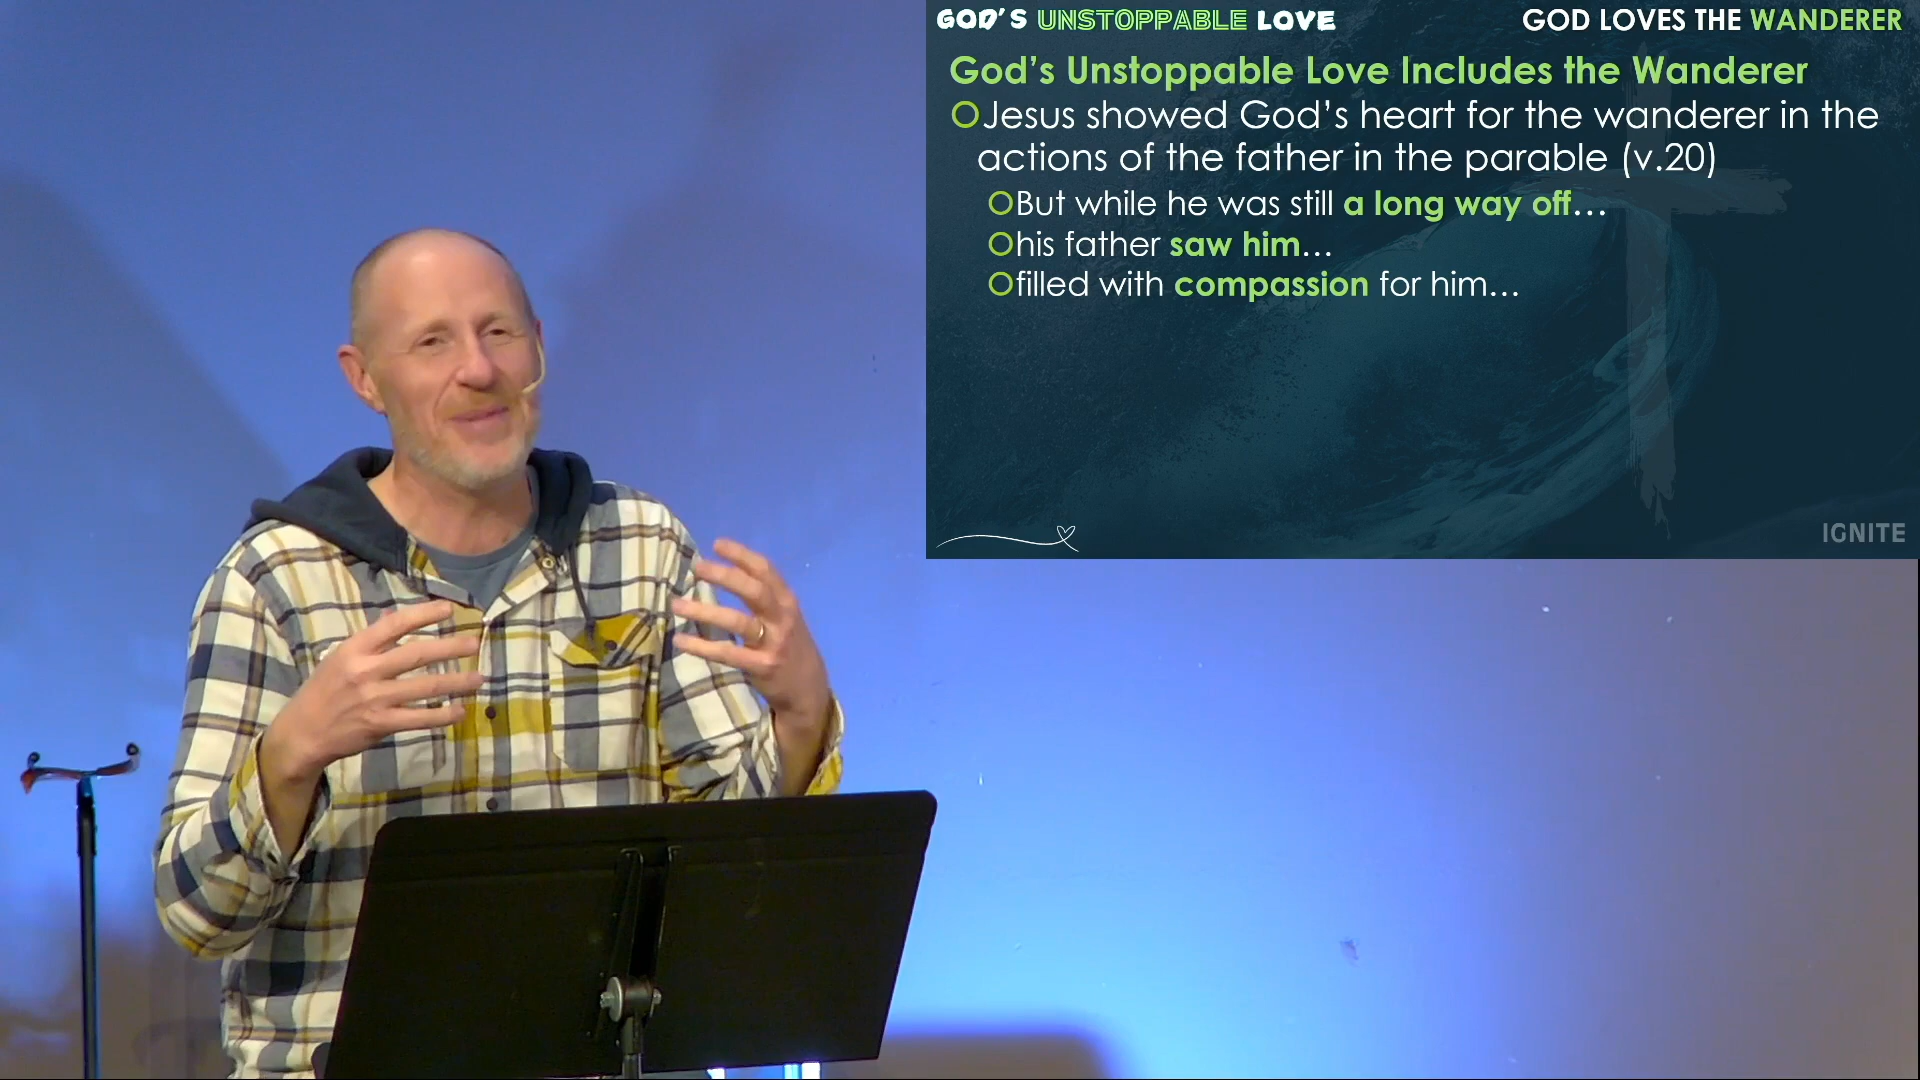 GOD'S UNSTOPPABLE LOVE
GOD LOVES THE WANDERER
God's Unstoppable Love Includes the Wanderer
Jesus showed God's heart for the wanderer in the
actions of the father in the parable (v.20)
But while he was still a long way off…
his father saw him…
filled with compassion for him…
IGNITE